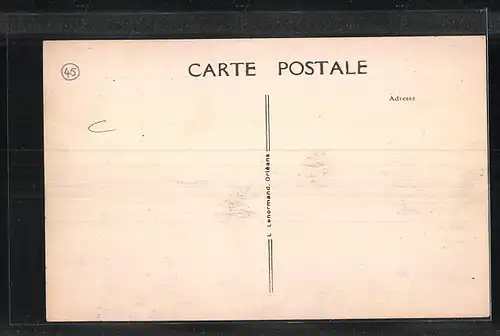 45
CARTE POSTALE
Adresse
C
L. Lenormand, Orléans